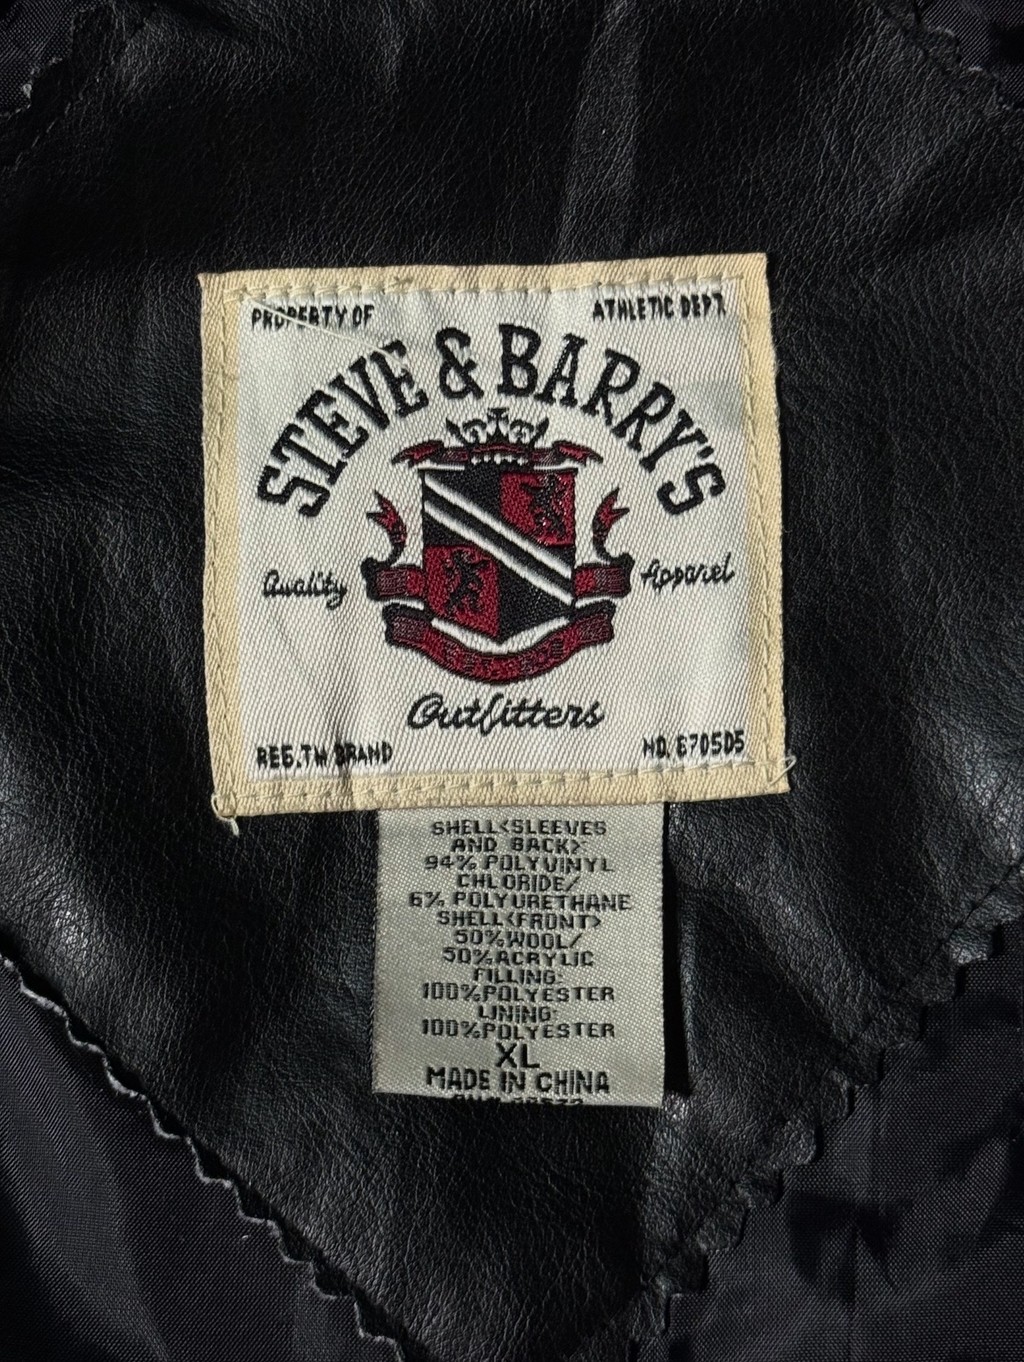 PROPERTY OF
ATHLETIC DEPT.
STEVE & BARRY'S
Quality
Apparel
Outfitters
REG.TM BRAND
NO. 670505
SHELL<SLEEVES
AND BACK>:
94% POLYVINYL
CHLORIDE/
6% POLYURETHANE
SHELL<FRONT>
50%WOOL/
50%ACRYLIC
FILLING:
100%POLYESTER
LINING:
100%POLYESTER
XL
MADE IN CHINA